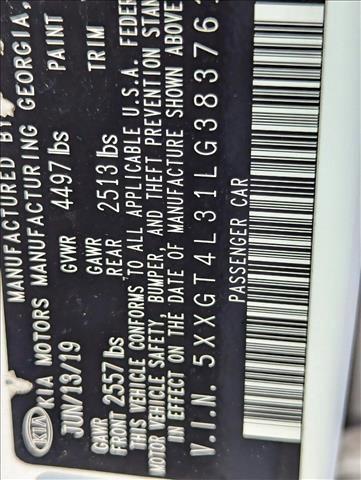 MANUFACTURED BY
KIA KIA MOTORS MANUFACTURING GEORGIA,
JUN/13/19 GVWR 4497 lbs PAINT
GAWR FRONT 2557 lbs GAWR REAR 2513 lbs TRIM
THIS VEHICLE CONFORMS TO ALL APPLICABLE U.S.A. FEDER
MOTOR VEHICLE SAFETY, BUMPER, AND THEFT PREVENTION STAN
IN EFFECT ON THE DATE OF MANUFACTURE SHOWN ABOVE
V.I.N. 5XXGT4L31LG38376
PASSENGER CAR